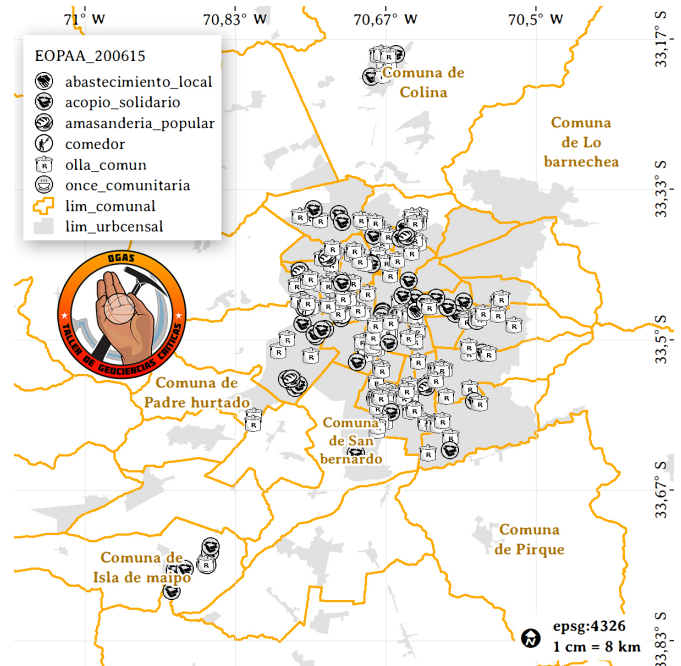 71° W 70,83° W 70,67° W 70,5° W
33,17° S
33,33° S
33,5° S
33,67° S
33,83° S
EOPAA_200615
abastecimiento_local
acopio_solidario
amasanderia_popular
comedor
olla_comun
once_comunitaria
lim_comunal
lim_urbcensal
Comuna de
Colina
Comuna
de Lo
barnechea
OGAS
TALLER DE GEOCIENCIAS CRITICAS
Comuna de
Padre hurtado
Comuna
de San
bernardo
Comuna de
Isla de maipo
Comuna
de Pirque
N
epsg:4326
1 cm = 8 km